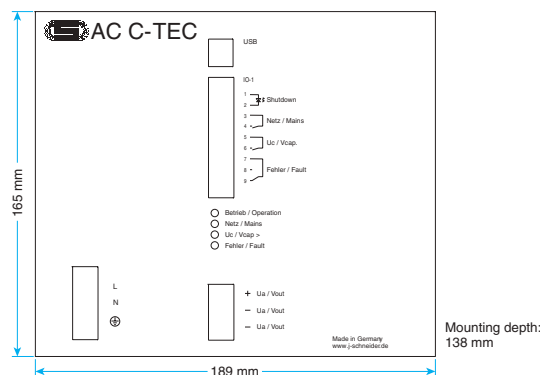 AC C-TEC
USB
IO-1
1
2
Shutdown
3
4
Netz / Mains
5
6
Uc / Vcap.
7
8
9
Fehler / Fault
Betrieb / Operation
Netz / Mains
Uc / Vcap >
Fehler / Fault
L
N
+ Ua / Vout
− Ua / Vout
− Ua / Vout
Made in Germany
www.j-schneider.de
165 mm
189 mm
Mounting depth:
138 mm